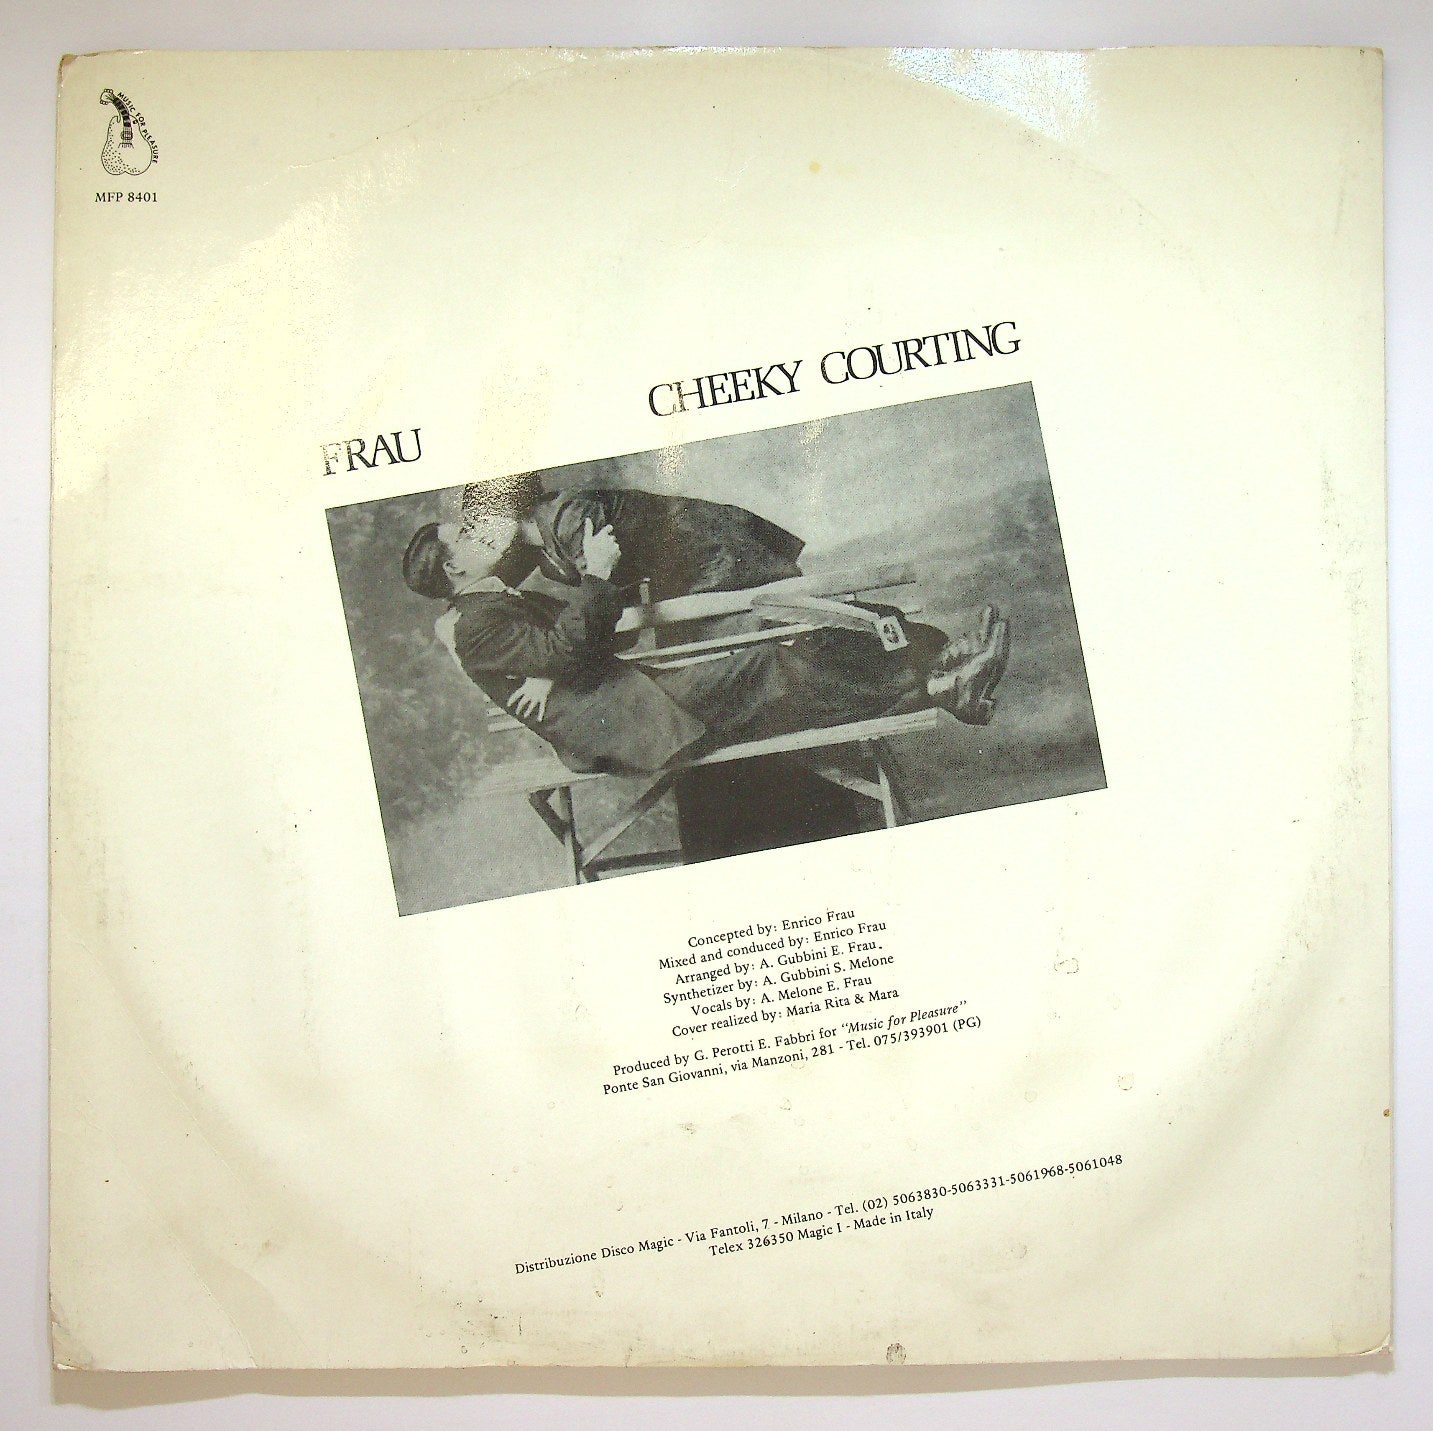 MUSIC FOR PLEASURE
MFP 8401
FRAU CHEEKY COURTING
Concepted by: Enrico Frau
Mixed and conduced by: Enrico Frau
Arranged by: A. Gubbini E. Frau.
Synthetizer by: A. Gubbini S. Melone
Vocals by: A. Melone E. Frau
Cover realized by: Maria Rita & Mara
Produced by G. Perotti E. Fabbri for "Music for Pleasure"
Ponte San Giovanni, via Manzoni, 281 - Tel. 075/393901 (PG)
Distribuzione Disco Magic - Via Fantoli, 7 - Milano - Tel. (02) 5063830-5063331-5061968-5061048
Telex 326350 Magic I - Made in Italy